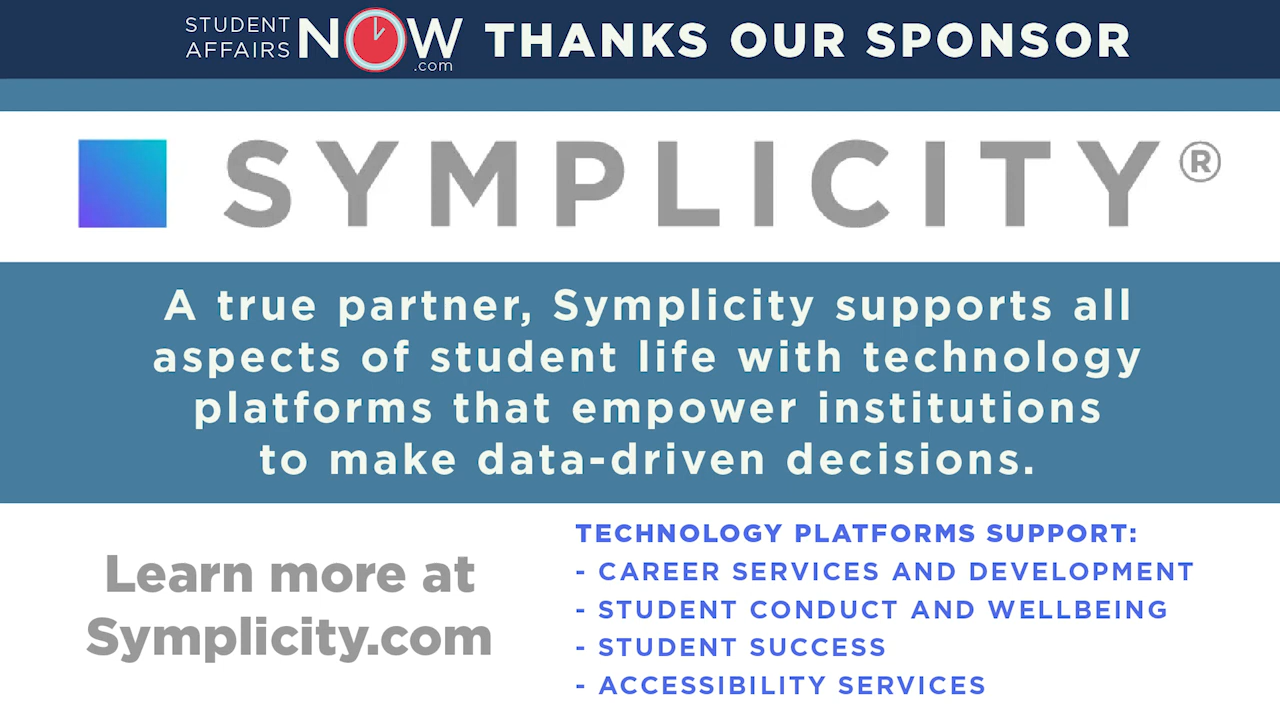 STUDENT AFFAIRS NOW.com THANKS OUR SPONSOR
SYMPLICITY®
A true partner, Symplicity supports all
aspects of student life with technology
platforms that empower institutions
to make data-driven decisions.
Learn more at
Symplicity.com
TECHNOLOGY PLATFORMS SUPPORT:
- CAREER SERVICES AND DEVELOPMENT
- STUDENT CONDUCT AND WELLBEING
- STUDENT SUCCESS
- ACCESSIBILITY SERVICES